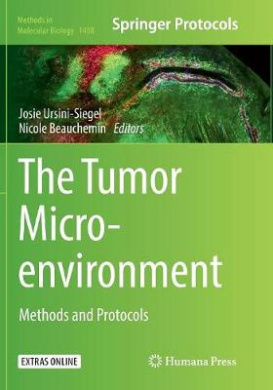 Methods in
Molecular Biology 1458
Springer Protocols
Josie Ursini-Siegel
Nicole Beauchemin Editors
The Tumor
Micro-
environment
Methods and Protocols
EXTRAS ONLINE
Humana Press